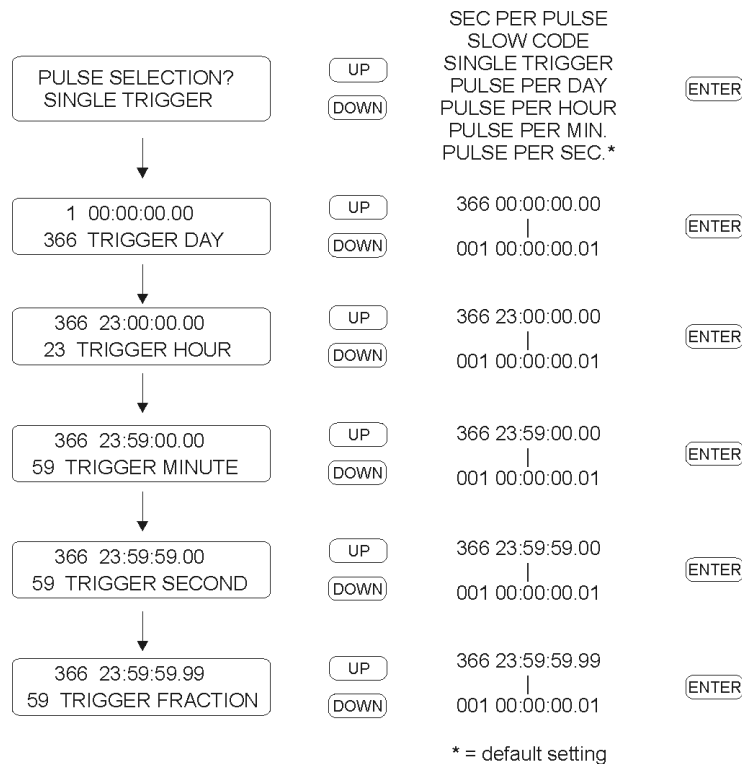 SEC PER PULSE
SLOW CODE
SINGLE TRIGGER
PULSE PER DAY
PULSE PER HOUR
PULSE PER MIN.
PULSE PER SEC.*
PULSE SELECTION?
SINGLE TRIGGER
UP
DOWN
ENTER
1 00:00:00.00
366 TRIGGER DAY
UP
DOWN
366 00:00:00.00
001 00:00:00.01
ENTER
366 23:00:00.00
23 TRIGGER HOUR
UP
DOWN
366 23:00:00.00
001 00:00:00.01
ENTER
366 23:59:00.00
59 TRIGGER MINUTE
UP
DOWN
366 23:59:00.00
001 00:00:00.01
ENTER
366 23:59:59.00
59 TRIGGER SECOND
UP
DOWN
366 23:59:59.00
001 00:00:00.01
ENTER
366 23:59:59.99
59 TRIGGER FRACTION
UP
DOWN
366 23:59:59.99
001 00:00:00.01
ENTER
* = default setting